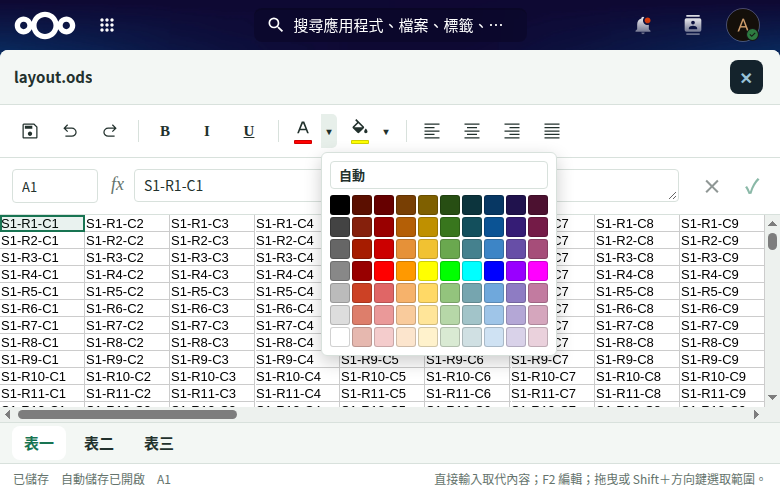 搜尋應用程式、檔案、標籤、…
A
layout.ods
B I U A
A1 fx S1-R1-C1
自動
S1-R1-C1 S1-R1-C2 S1-R1-C3 S1-R1-C4 C7 S1-R1-C8 S1-R1-C9
S1-R2-C1 S1-R2-C2 S1-R2-C3 S1-R2-C4 C7 S1-R2-C8 S1-R2-C9
S1-R3-C1 S1-R3-C2 S1-R3-C3 S1-R3-C4 C7 S1-R3-C8 S1-R3-C9
S1-R4-C1 S1-R4-C2 S1-R4-C3 S1-R4-C4 C7 S1-R4-C8 S1-R4-C9
S1-R5-C1 S1-R5-C2 S1-R5-C3 S1-R5-C4 C7 S1-R5-C8 S1-R5-C9
S1-R6-C1 S1-R6-C2 S1-R6-C3 S1-R6-C4 C7 S1-R6-C8 S1-R6-C9
S1-R7-C1 S1-R7-C2 S1-R7-C3 S1-R7-C4 C7 S1-R7-C8 S1-R7-C9
S1-R8-C1 S1-R8-C2 S1-R8-C3 S1-R8-C4 C7 S1-R8-C8 S1-R8-C9
S1-R9-C1 S1-R9-C2 S1-R9-C3 S1-R9-C4 S1-R9-C5 S1-R9-C6 S1-R9-C7 S1-R9-C8 S1-R9-C9
S1-R10-C1 S1-R10-C2 S1-R10-C3 S1-R10-C4 S1-R10-C5 S1-R10-C6 S1-R10-C7 S1-R10-C8 S1-R10-C9
S1-R11-C1 S1-R11-C2 S1-R11-C3 S1-R11-C4 S1-R11-C5 S1-R11-C6 S1-R11-C7 S1-R11-C8 S1-R11-C9
表一 表二 表三
已儲存 自動儲存已開啟 A1 直接輸入取代內容；F2 編輯；拖曳或 Shift＋方向鍵選取範圍。